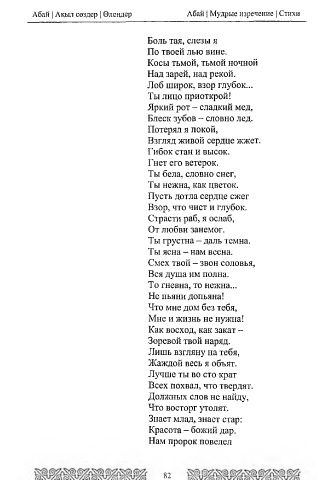 Абай | Ақыл сөздер | Өлеңдер Абай | Мудрые изречение | Стихи
Боль тая, слезы я
По твоей лью вине.
Косы тьмой, тьмой ночной
Над зарей, над рекой.
Лоб широк, взор глубок...
Ты лицо приоткрой!
Яркий рот – сладкий мед,
Блеск зубов – словно лед.
Потерял я покой,
Взгляд живой сердце жжет.
Гибок стан и высок.
Гнет его ветерок.
Ты бела, словно снег,
Ты нежна, как цветок.
Пусть дотла сердце сжег
Взор, что чист и глубок.
Страсти раб, я ослаб,
От любви занемог.
Ты грустна – даль темна.
Ты ясна – нам весна.
Смех твой – звон соловья,
Вся душа им полна.
То гневна, то нежна...
Не пьяни допьяна!
Что мне дом без тебя,
Мне и жизнь не нужна!
Как восход, как закат –
Зоревой твой наряд.
Лишь взгляну на тебя,
Жаждой весь я объят.
Лучше ты во сто крат
Всех похвал, что твердят.
Должных слов не найду,
Что восторг утолят.
Знает млад, знает стар:
Красота – божий дар.
Нам пророк повелел
82